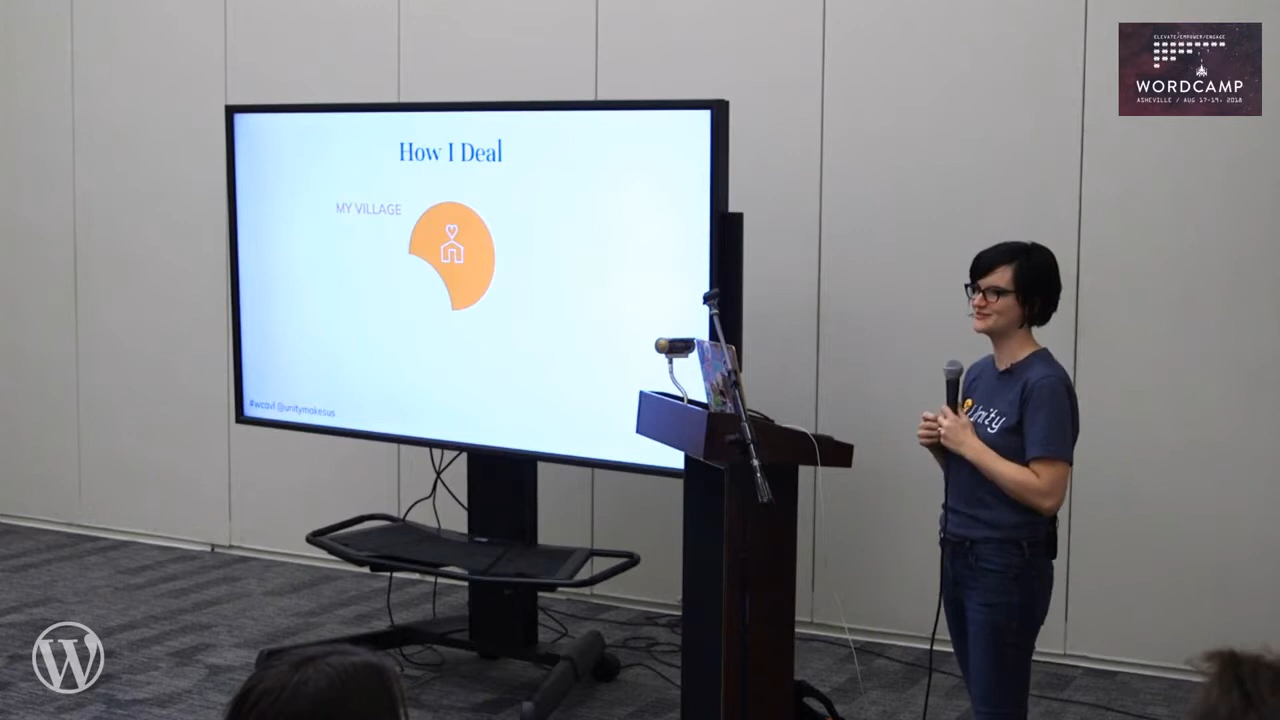 ELEVATE/EMPOWER/ENGAGE
WORDCAMP
ASHEVILLE / AUG 17-19, 2018
How I Deal
MY VILLAGE
#wcavl @unitymakesus
Unity
W